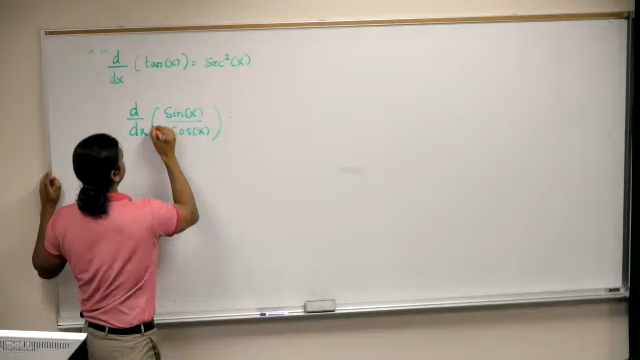 d/dx (tan(x)) = Sec²(x)
d/dx (Sin(x)/Cos(x))